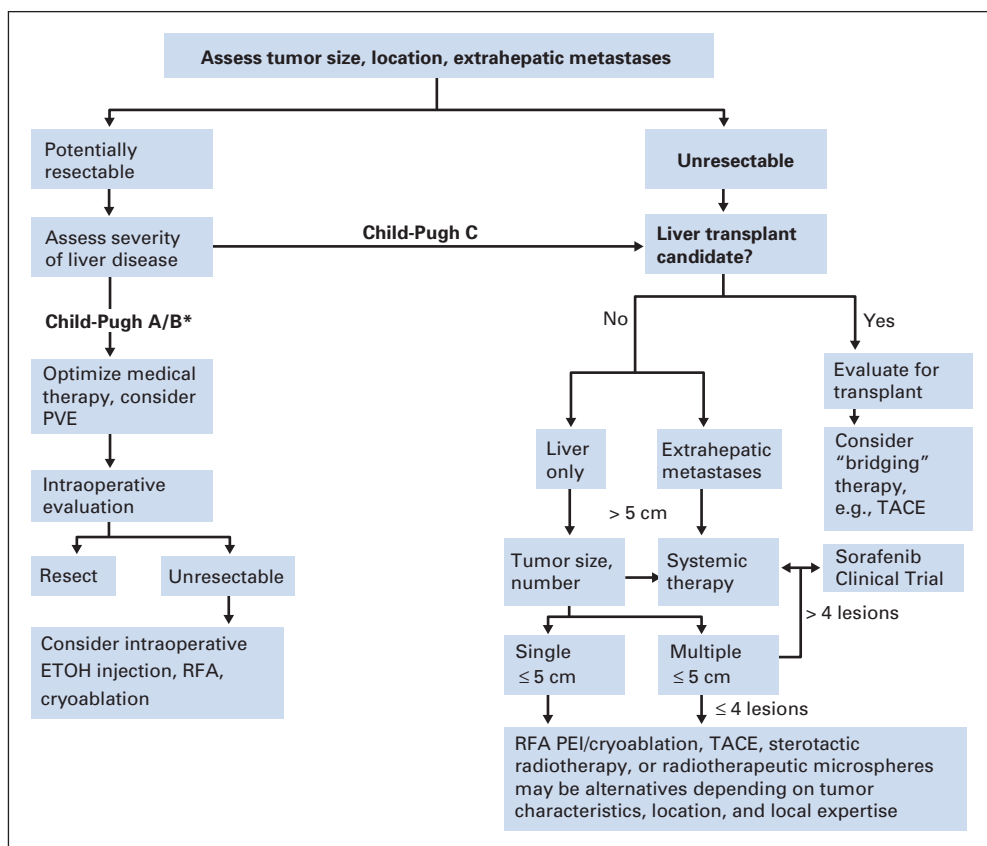 Assess tumor size, location, extrahepatic metastases
Potentially
resectable
Unresectable
Assess severity
of liver disease
Child-Pugh C
Liver transplant
candidate?
Child-Pugh A/B*
No
Yes
Optimize medical
therapy, consider
PVE
Evaluate for
transplant
Liver
only
Extrahepatic
metastases
Consider
“bridging”
therapy,
e.g., TACE
Intraoperative
evaluation
> 5 cm
Resect
Unresectable
Tumor size,
number
Systemic
therapy
Sorafenib
Clinical Trial
> 4 lesions
Consider intraoperative
ETOH injection, RFA,
cryoablation
Single
≤ 5 cm
Multiple
≤ 5 cm
≤ 4 lesions
RFA PEI/cryoablation, TACE, sterotactic
radiotherapy, or radiotherapeutic microspheres
may be alternatives depending on tumor
characteristics, location, and local expertise